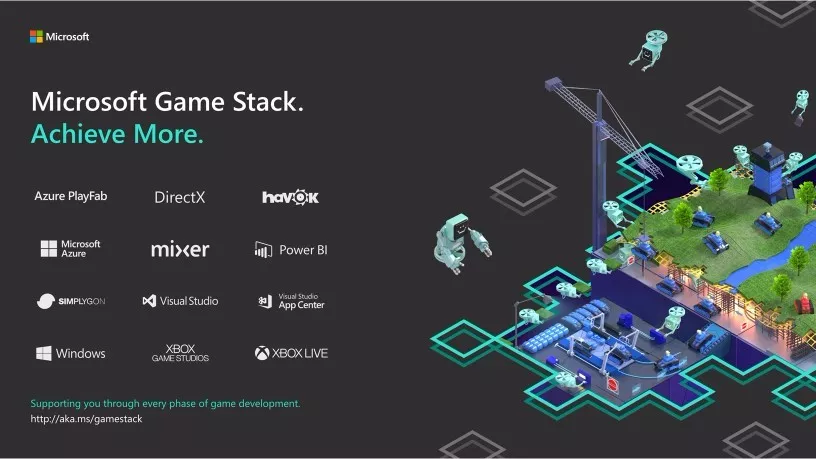 Microsoft
Microsoft Game Stack.
Achieve More.
Azure PlayFab
DirectX
havok
Microsoft
Azure
mixer
Power BI
SIMPLYGON
Visual Studio
Visual Studio
App Center
Windows
XBOX
GAME STUDIOS
XBOX LIVE
Supporting you through every phase of game development.
http://aka.ms/gamestack